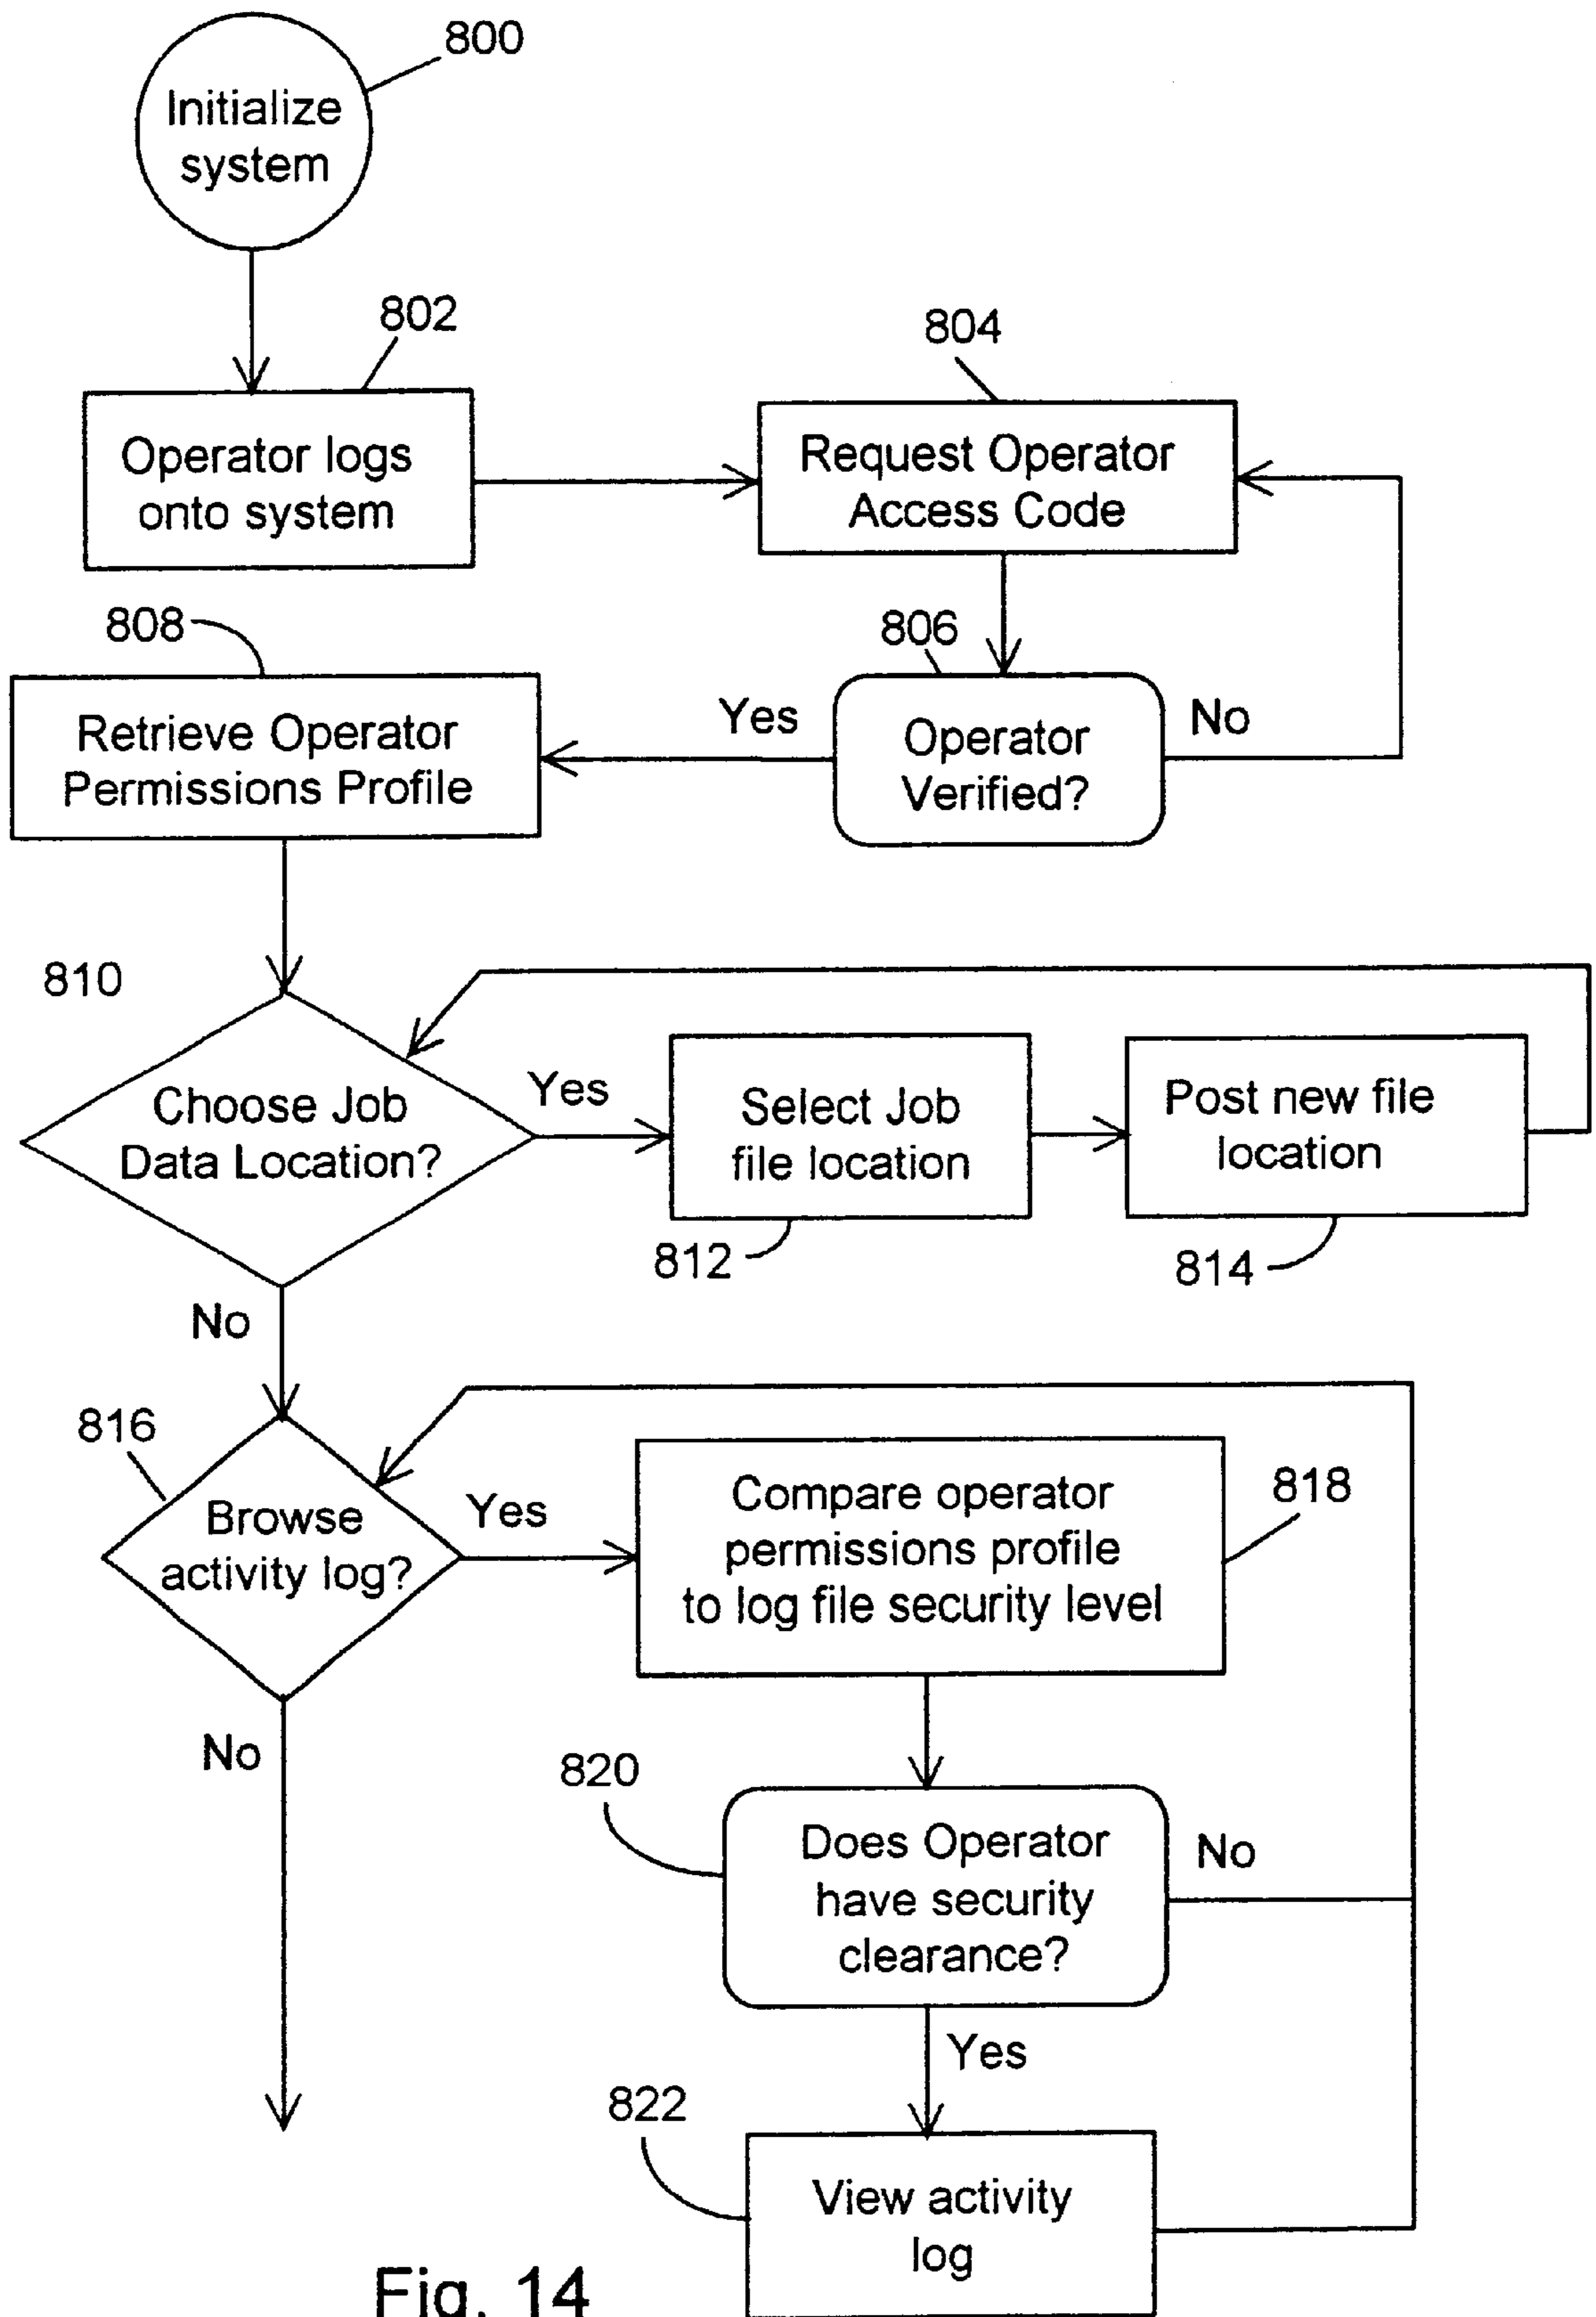 800
Initialize
system
802
804
Operator logs
onto system
Request Operator
Access Code
808
806
Retrieve Operator
Permissions Profile
Yes
Operator
Verified?
No
810
Choose Job
Data Location?
Yes
Select Job
file location
Post new file
location
812
814
No
816
Browse
activity log?
Yes
Compare operator
permissions profile
to log file security level
818
No
820
Does Operator
have security
clearance?
No
Yes
822
View activity
log
Fig. 14